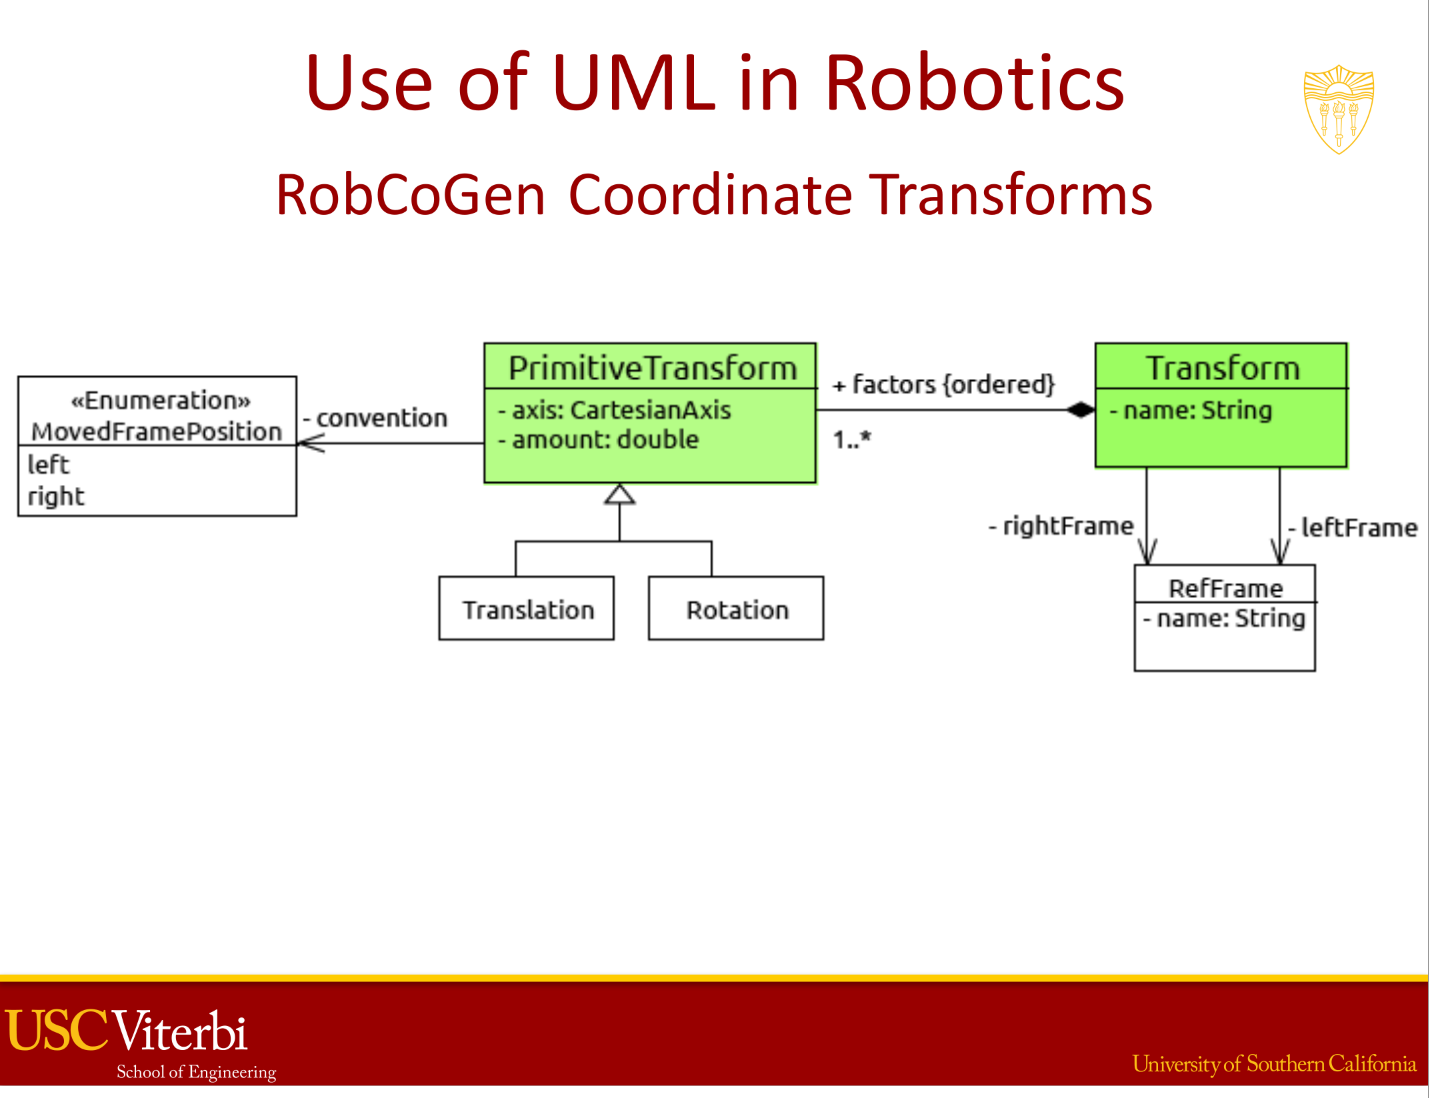 Use of UML in Robotics
RobCoGen Coordinate Transforms
«Enumeration»
MovedFramePosition
left
right
- convention
PrimitiveTransform
- axis: CartesianAxis
- amount: double
+ factors {ordered}
1..*
Transform
- name: String
Translation
Rotation
- rightFrame
- leftFrame
RefFrame
- name: String
USC Viterbi
School of Engineering
University of Southern California